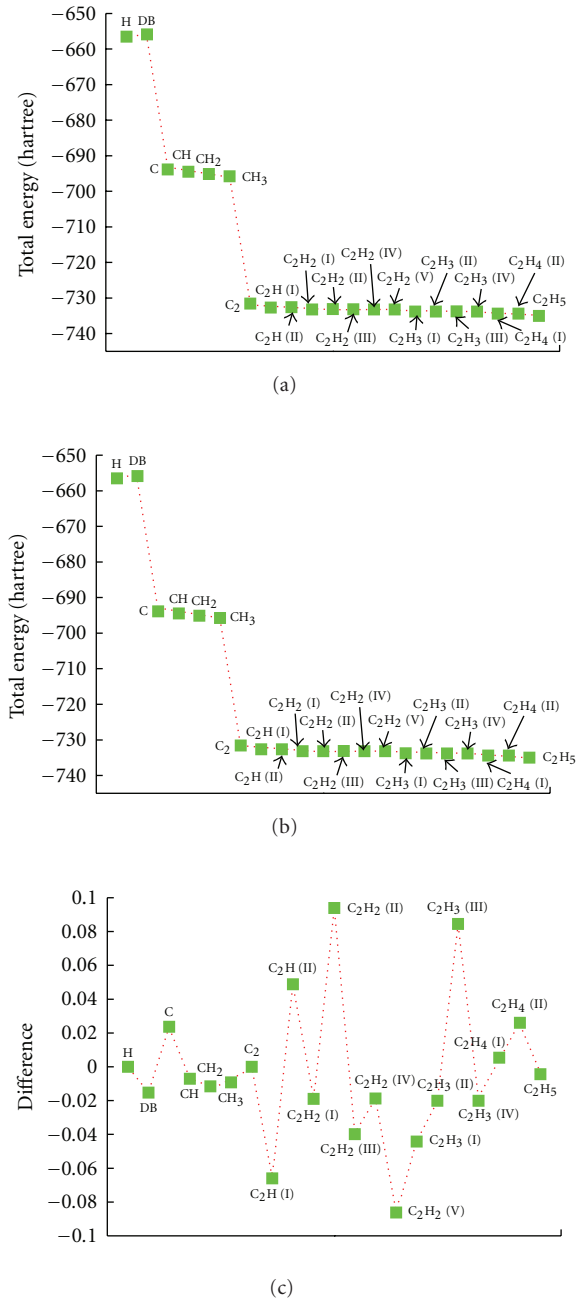 −650
−660
−670
−680
−690
−700
−710
−720
−730
−740
Total energy (hartree)
H
DB
C
CH
CH2
CH3
C2
C2H (I)
C2H (II)
C2H2 (I)
C2H2 (II)
C2H2 (III)
C2H2 (IV)
C2H2 (V)
C2H3 (I)
C2H3 (II)
C2H3 (III)
C2H3 (IV)
C2H4 (I)
C2H4 (II)
C2H5
(a)
−650
−660
−670
−680
−690
−700
−710
−720
−730
−740
Total energy (hartree)
H
DB
C
CH
CH2
CH3
C2
C2H (I)
C2H (II)
C2H2 (I)
C2H2 (II)
C2H2 (III)
C2H2 (IV)
C2H2 (V)
C2H3 (I)
C2H3 (II)
C2H3 (III)
C2H3 (IV)
C2H4 (I)
C2H4 (II)
C2H5
(b)
0.1
0.08
0.06
0.04
0.02
0
−0.02
−0.04
−0.06
−0.08
−0.1
Difference
H
DB
C
CH
CH2
CH3
C2
C2H (I)
C2H (II)
C2H2 (I)
C2H2 (II)
C2H2 (III)
C2H2 (IV)
C2H2 (V)
C2H3 (I)
C2H3 (II)
C2H3 (III)
C2H3 (IV)
C2H4 (I)
C2H4 (II)
C2H5
(c)